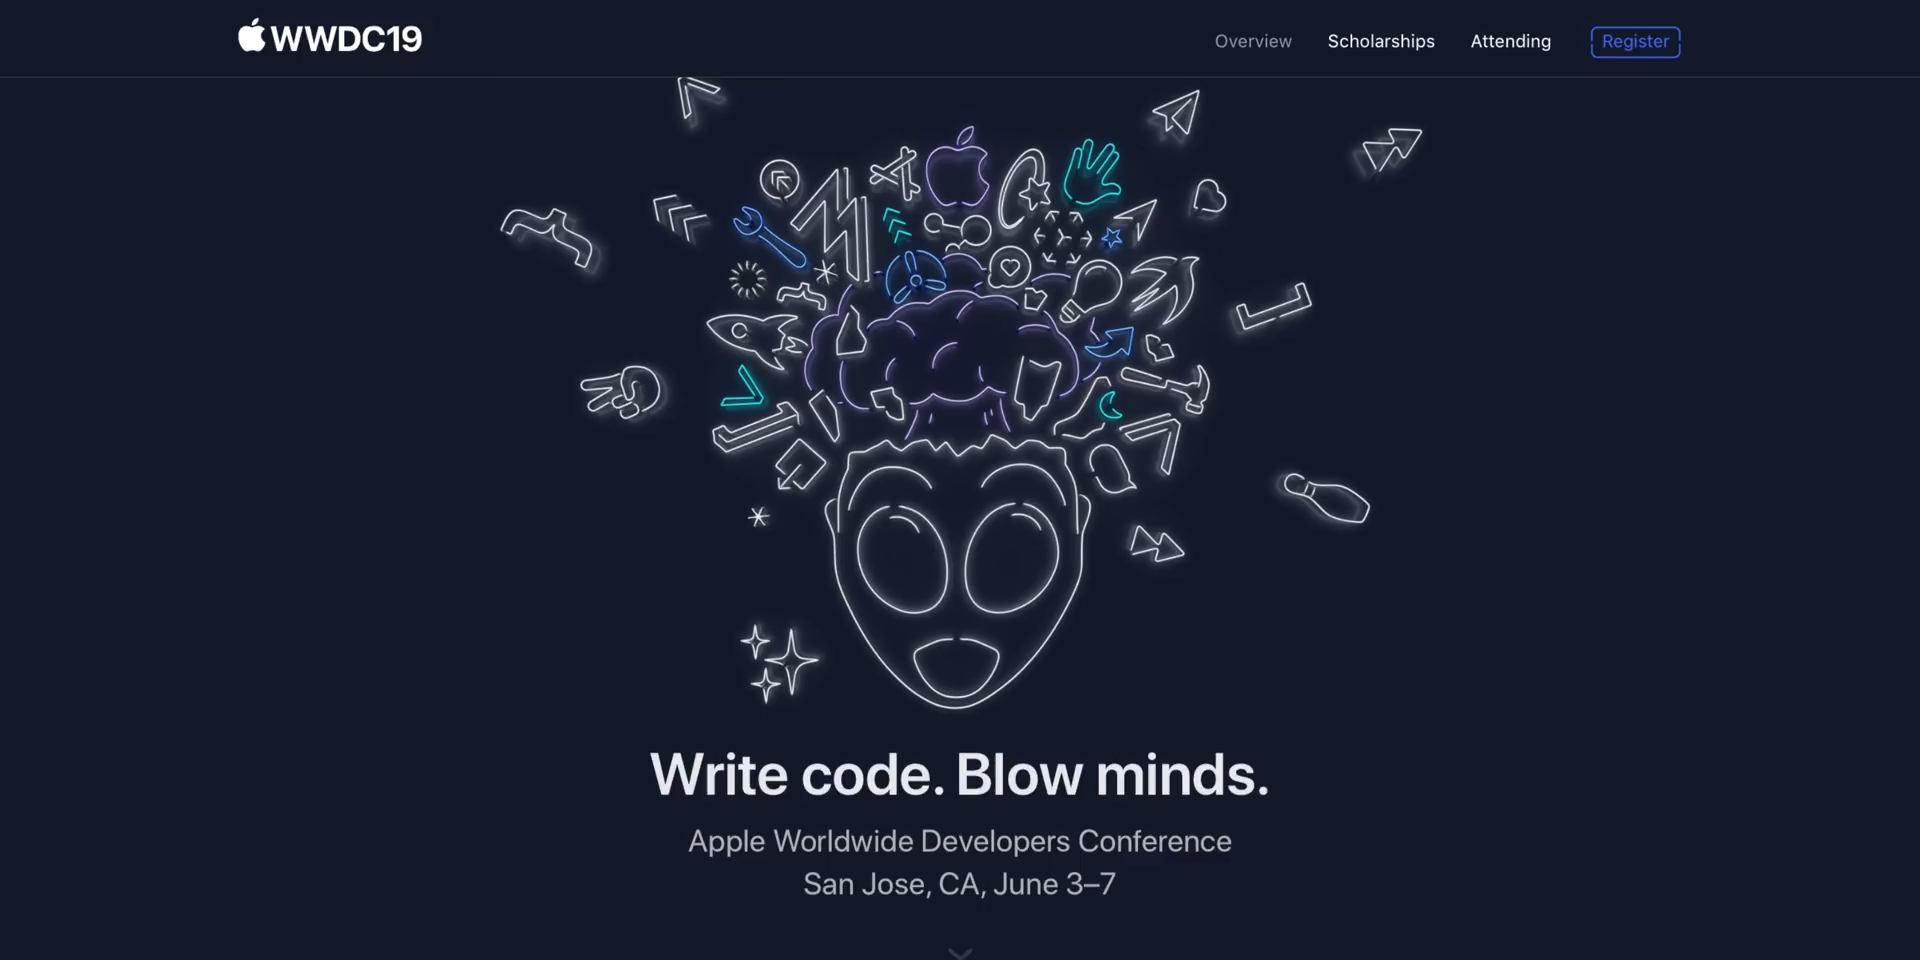 WWDC19
Overview
Scholarships
Attending
Register
Write code. Blow minds.
Apple Worldwide Developers Conference
San Jose, CA, June 3–7